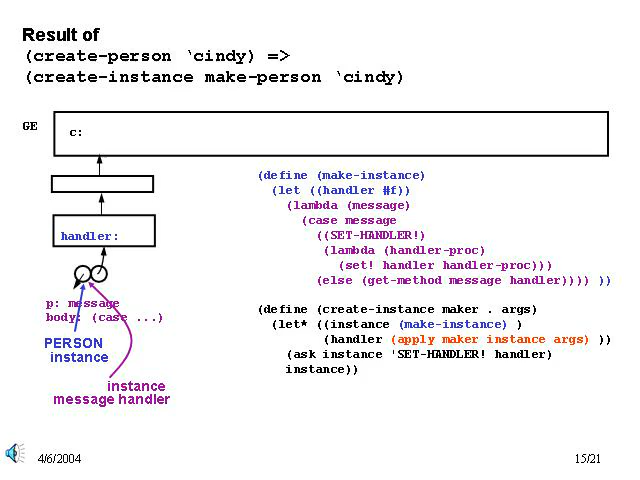 Result of
(create-person ‘cindy) =>
(create-instance make-person ‘cindy)
GE
c:
handler:
p: message
body: (case ...)
PERSON
instance
instance
message handler
(define (make-instance)
(let ((handler #f))
(lambda (message)
(case message
((SET-HANDLER!)
(lambda (handler-proc)
(set! handler handler-proc)))
(else (get-method message handler)))) ))
(define (create-instance maker . args)
(let* ((instance (make-instance) )
(handler (apply maker instance args) ))
(ask instance 'SET-HANDLER! handler)
instance))
4/6/2004
15/21